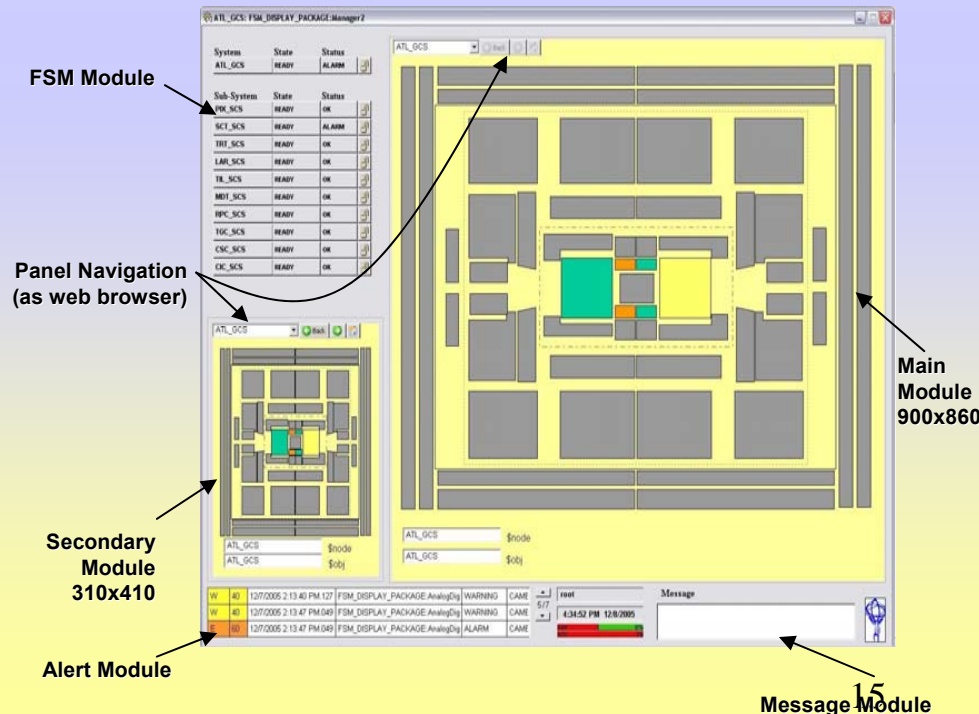 ATL_GCS: FSM_DISPLAY_PACKAGE:Manager2
System State Status
ATL_GCS READY ALARM
Sub-System State Status
PIX_SCS READY OK
SCT_SCS READY ALARM
TRT_SCS READY OK
LAR_SCS READY OK
TIL_SCS READY OK
MDT_SCS READY OK
RPC_SCS READY OK
TGC_SCS READY OK
CSC_SCS READY OK
CIC_SCS READY OK
FSM Module
Panel Navigation
(as web browser)
ATL_GCS Back
ATL_GCS Back
Main
Module
900x860
Secondary
Module
310x410
ATL_GCS $node
ATL_GCS $obj
ATL_GCS $node
ATL_GCS $obj
W 40 12/7/2005 2:13:40 PM.127 FSM_DISPLAY_PACKAGE:AnalogDig WARNING CAME
W 40 12/7/2005 2:13:47 PM.049 FSM_DISPLAY_PACKAGE:AnalogDig WARNING CAME
E 60 12/7/2005 2:13:47 PM.049 FSM_DISPLAY_PACKAGE:AnalogDig ALARM CAME
5/7
root
4:34:52 PM 12/8/2005
Message
Alert Module
Message Module
15